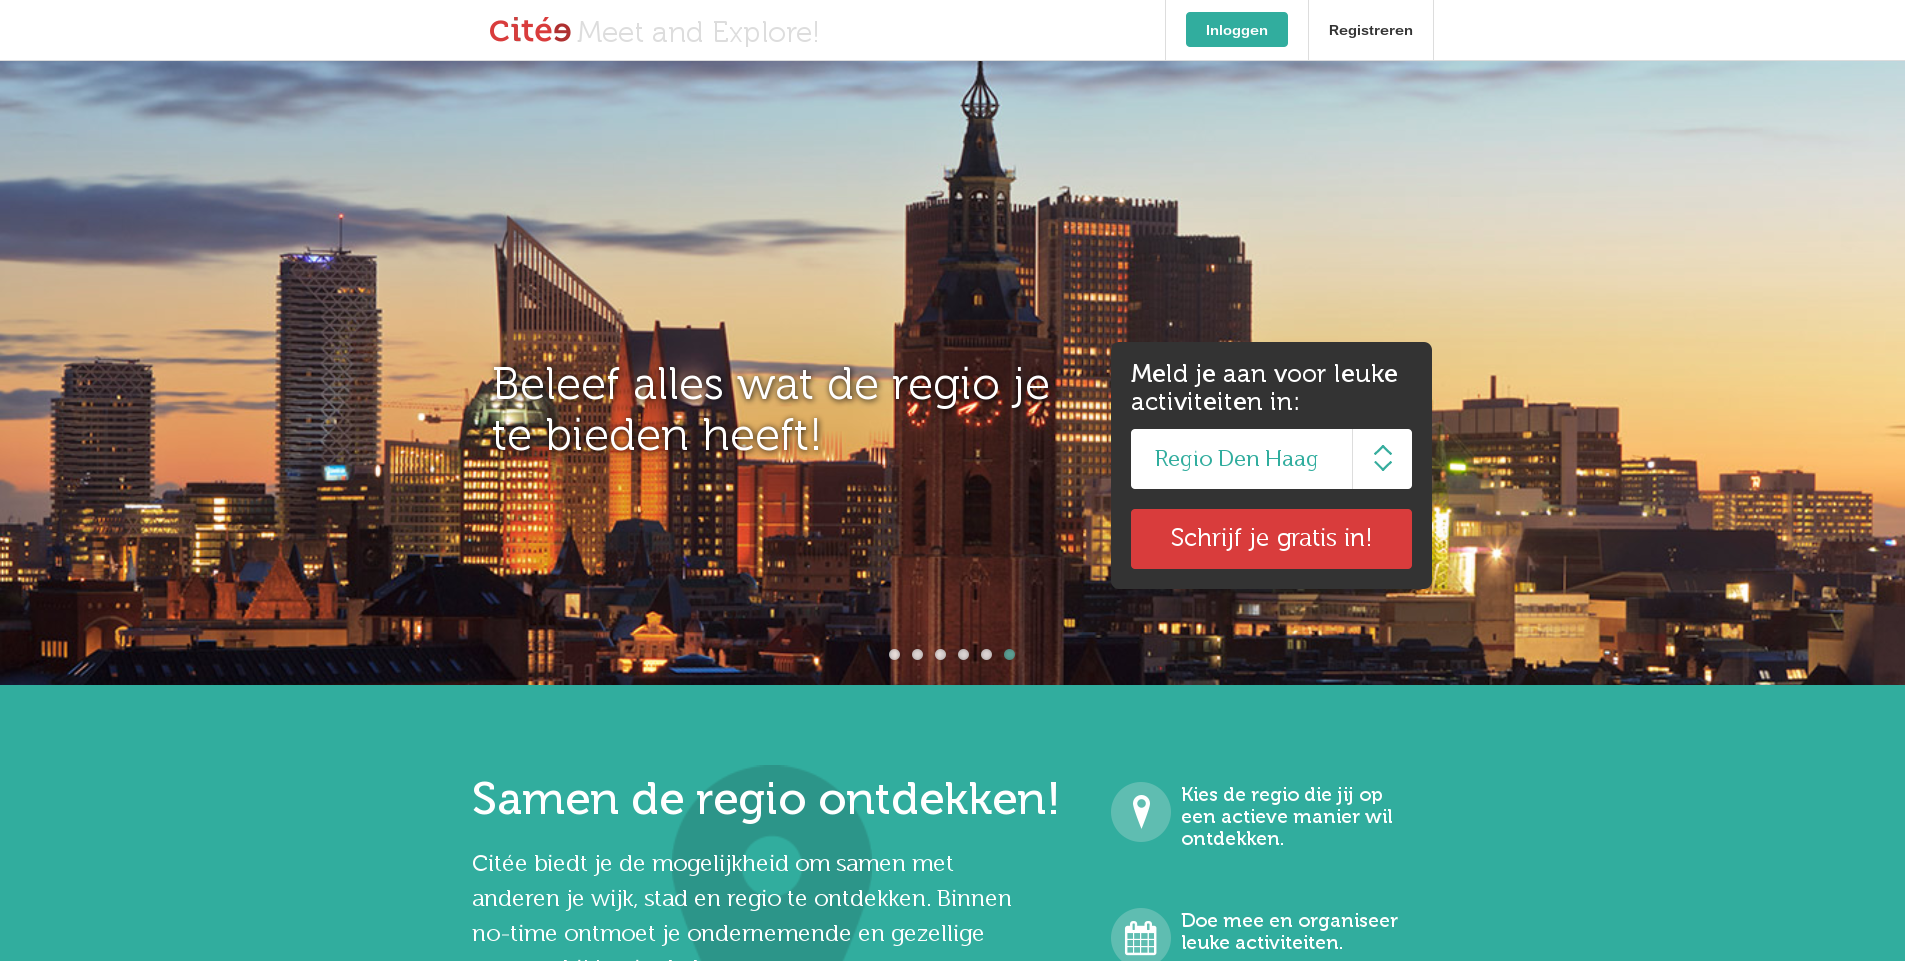 Citée Meet and Explore!
Inloggen
Registreren
Beleef alles wat de regio je
te bieden heeft!
Meld je aan voor leuke
activiteiten in:
Regio Den Haag
Schrijf je gratis in!
Samen de regio ontdekken!
Citée biedt je de mogelijkheid om samen met
anderen je wijk, stad en regio te ontdekken. Binnen
no-time ontmoet je ondernemende en gezellige
Kies de regio die jij op
een actieve manier wil
ontdekken.
Doe mee en organiseer
leuke activiteiten.